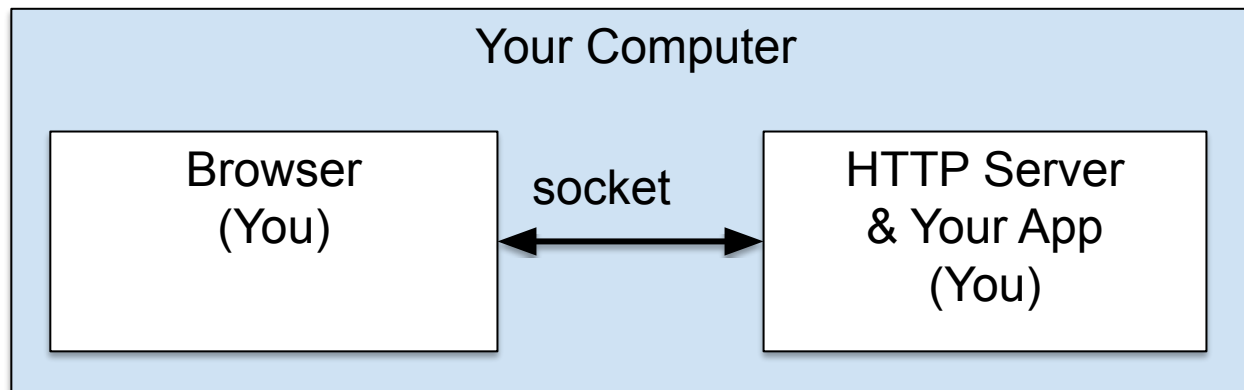 Your Computer
Browser
(You)
socket
HTTP Server
& Your App
(You)